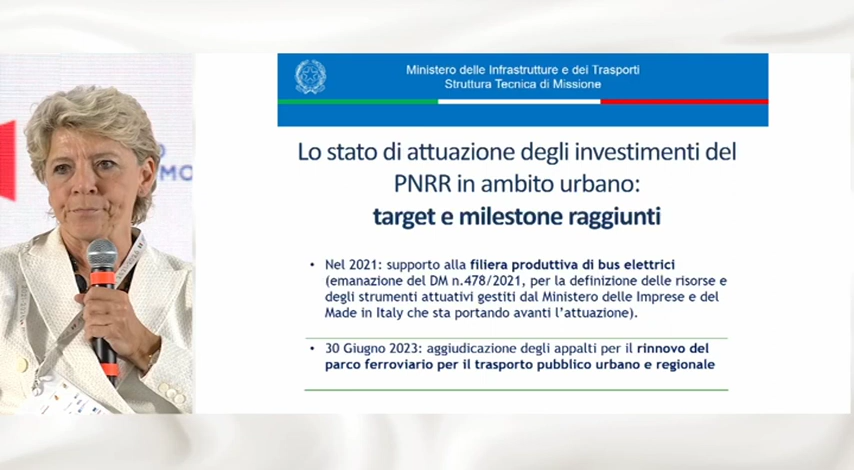 Ministero delle Infrastrutture e dei Trasporti
Struttura Tecnica di Missione
Lo stato di attuazione degli investimenti del
PNRR in ambito urbano:
target e milestone raggiunti
• Nel 2021: supporto alla filiera produttiva di bus elettrici
(emanazione del DM n.478/2021, per la definizione delle risorse e
degli strumenti attuativi gestiti dal Ministero delle Imprese e del
Made in Italy che sta portando avanti l’attuazione).
• 30 Giugno 2023: aggiudicazione degli appalti per il rinnovo del
parco ferroviario per il trasporto pubblico urbano e regionale